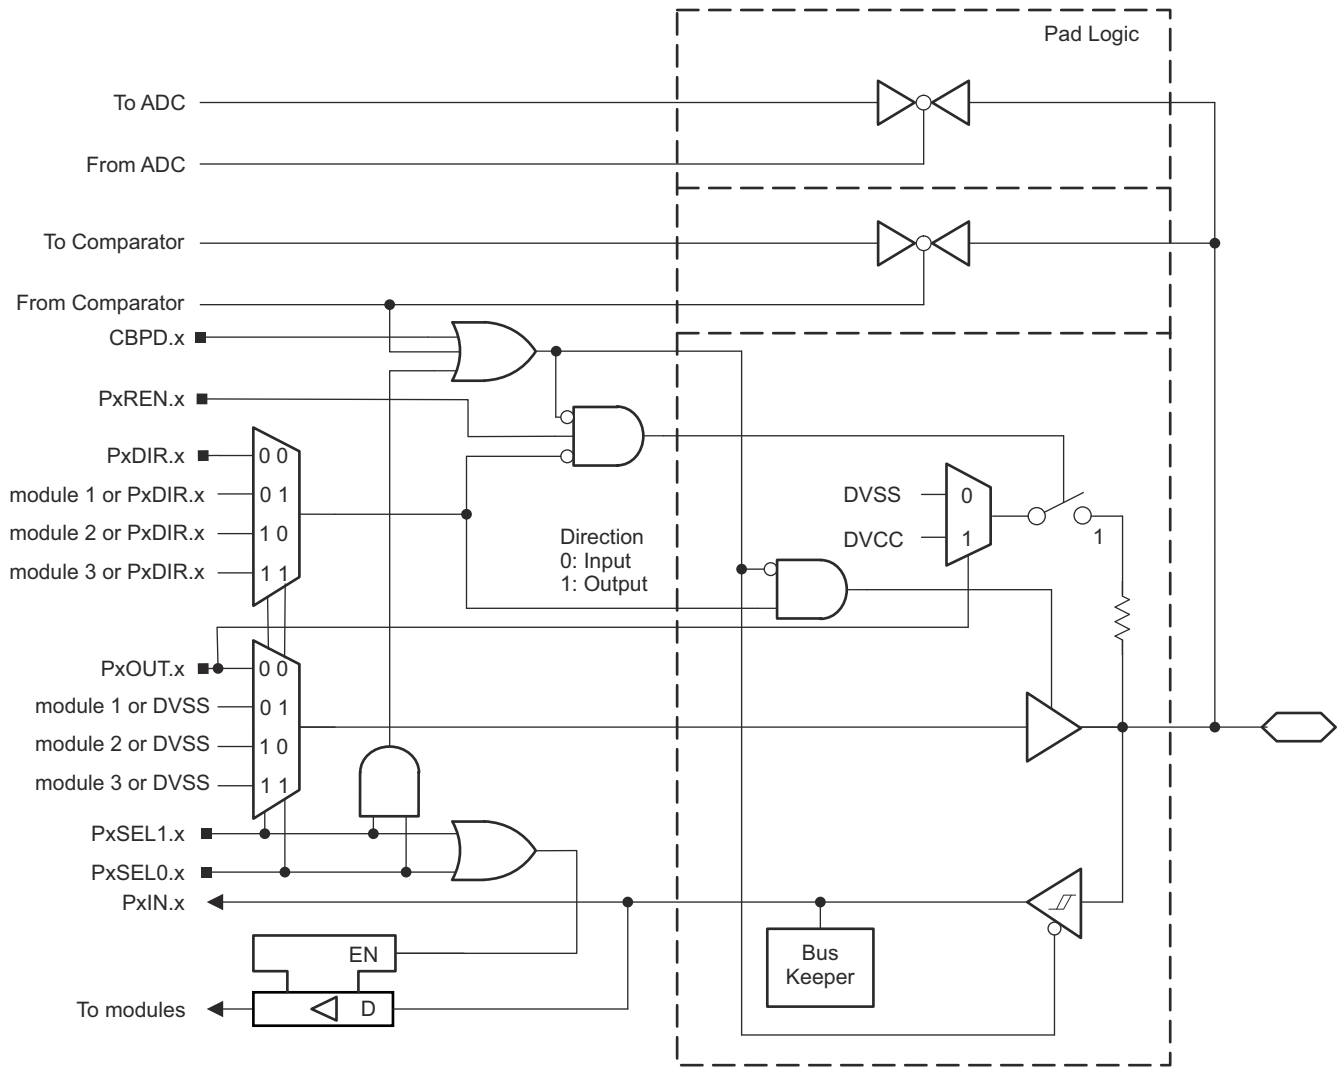 Pad Logic
To ADC
From ADC
To Comparator
From Comparator
CBPD.x
PxREN.x
PxDIR.x
0 0
module 1 or PxDIR.x
0 1
module 2 or PxDIR.x
1 0
module 3 or PxDIR.x
1 1
Direction
0: Input
1: Output
DVSS
0
DVCC
1
1
PxOUT.x
0 0
module 1 or DVSS
0 1
module 2 or DVSS
1 0
module 3 or DVSS
1 1
PxSEL1.x
PxSEL0.x
PxIN.x
EN
Bus
Keeper
To modules
D